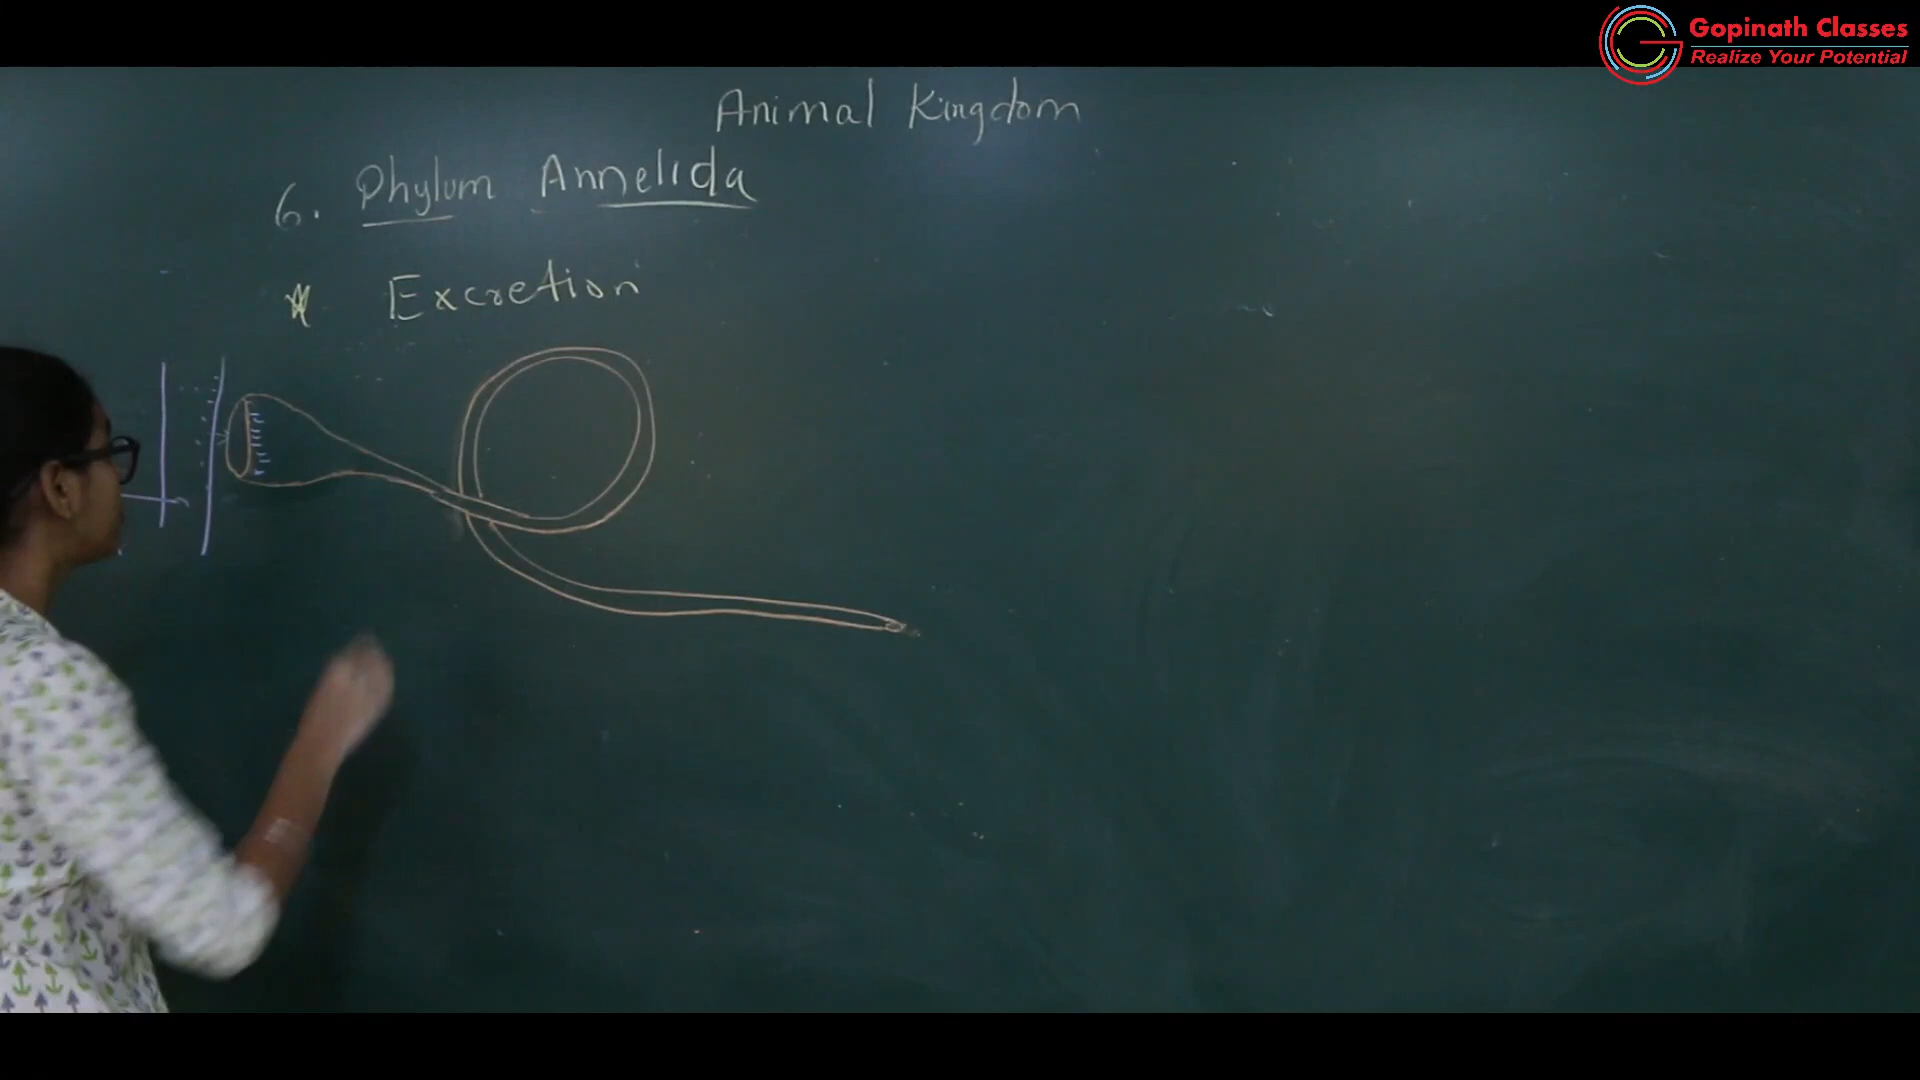 Gopinath Classes
Realize Your Potential
Animal Kingdom
6. Phylum Annelida
* Excretion